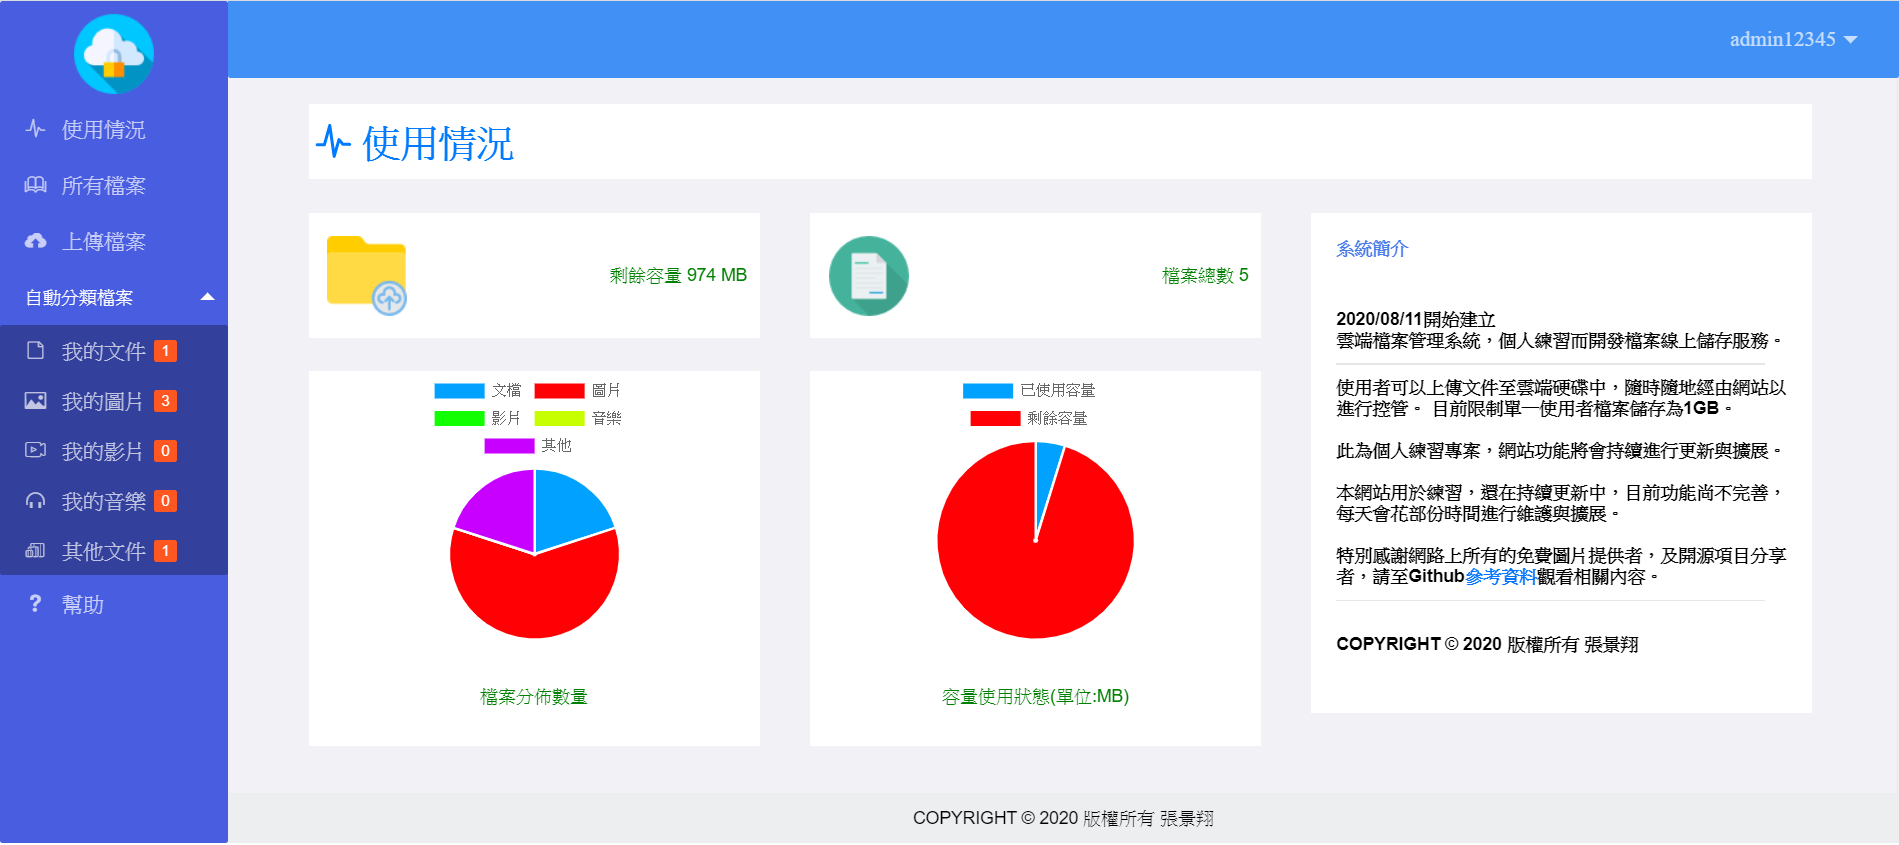 admin12345
使用情況
所有檔案
上傳檔案
自動分類檔案
我的文件 1
我的圖片 3
我的影片 0
我的音樂 0
其他文件 1
? 幫助
使用情況
剩餘容量 974 MB
檔案總數 5
文檔 圖片
影片 音樂
其他
檔案分佈數量
已使用容量
剩餘容量
容量使用狀態(單位:MB)
系統簡介
2020/08/11開始建立
雲端檔案管理系統，個人練習而開發檔案線上儲存服務。
使用者可以上傳文件至雲端硬碟中，隨時隨地經由網站以
進行控管。 目前限制單一使用者檔案儲存為1GB。
此為個人練習專案，網站功能將會持續進行更新與擴展。
本網站用於練習，還在持續更新中，目前功能尚不完善，
每天會花部份時間進行維護與擴展。
特別感謝網路上所有的免費圖片提供者，及開源項目分享
者，請至Github參考資料觀看相關內容。
COPYRIGHT © 2020 版權所有 張景翔
COPYRIGHT © 2020 版權所有 張景翔